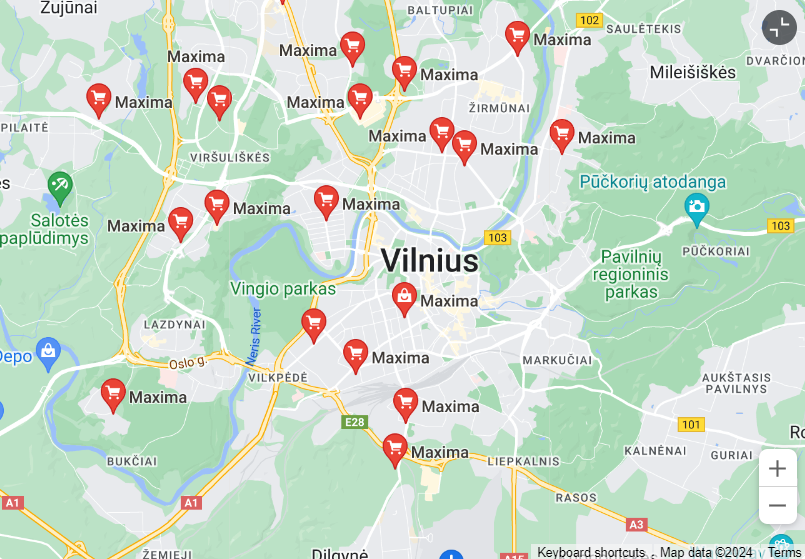 Zujūnai
BALTUPIAI
102
SAULĖTEKIS
Maxima
Maxima
Maxima
DVARČION
Maxima
Mileišiškės
Maxima
Maxima
ŽIRMŪNAI
PILAITĖ
Maxima
Maxima
Maxima
VIRŠULIŠKĖS
es
Pūčkorių atodanga
Salotės
paplūdimys
Maxima
Maxima
Maxima
103
103
PŪČKORIAI
Vilnius
Pavilnių
regioninis
parkas
Vingio parkas
Maxima
Neris River
LAZDYNAI
Depo
Oslo g.
Maxima
MARKUČIAI
VILKPĖDĖ
AUKŠTASIS
PAVILNYS
Maxima
Maxima
E28
101
Ro
Maxima
KALNĖNAI
GURIAI
BUKČIAI
LIEPKALNIS
RASOS
A1
A1
A3
ŽEMIEJI
Dilgynė
A15
Keyboard shortcuts
Map data ©2024
Terms